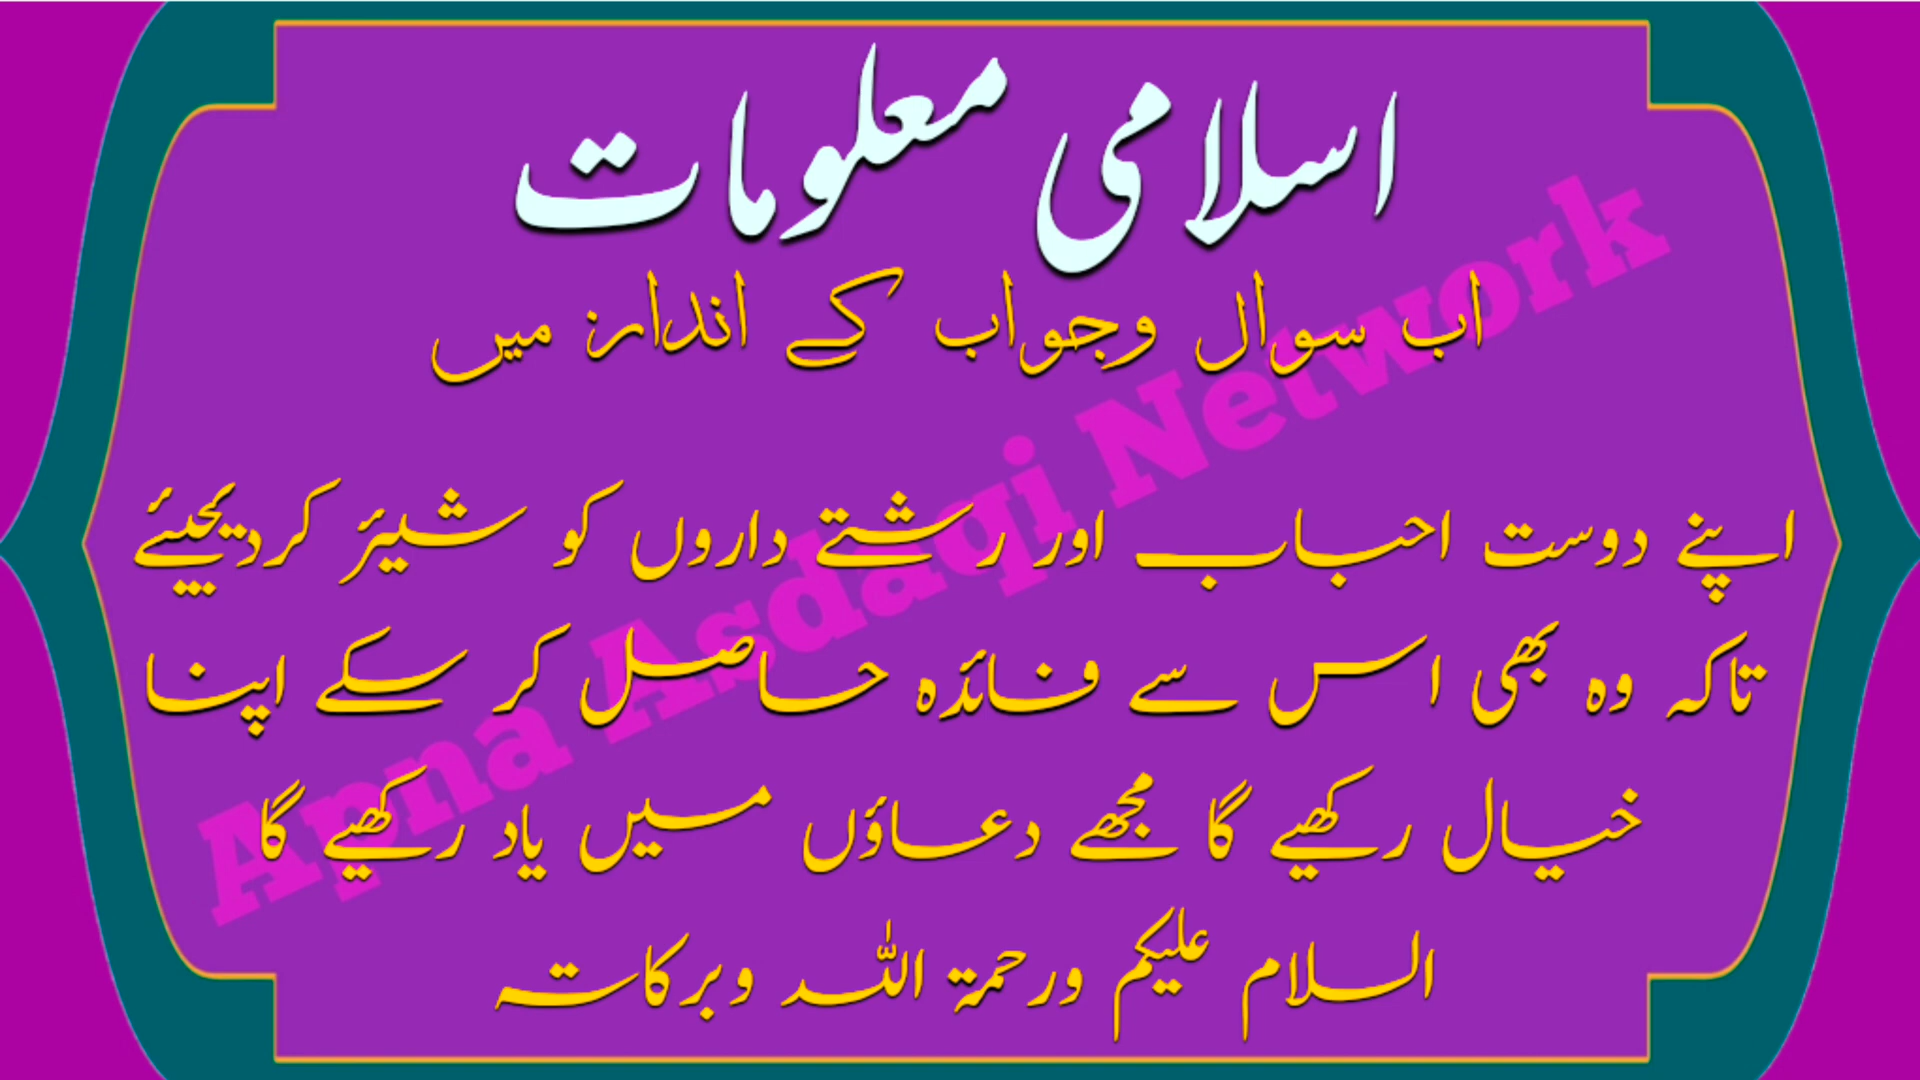 اسلامی معلومات
اب سوال وجواب کے اندارز میں
اپنے دوست احباب اور رشتے داروں کو شیئر کردیجیئے
تاکہ وہ بھی اس سے فائدہ حاصل کر سکے اپنا
خیال رکھیے گا مجھے دعاؤں میں یاد رکھیے گا
السلام علیکم ورحمۃ اللہ وبرکاتہ
Apna Asdaqi Network